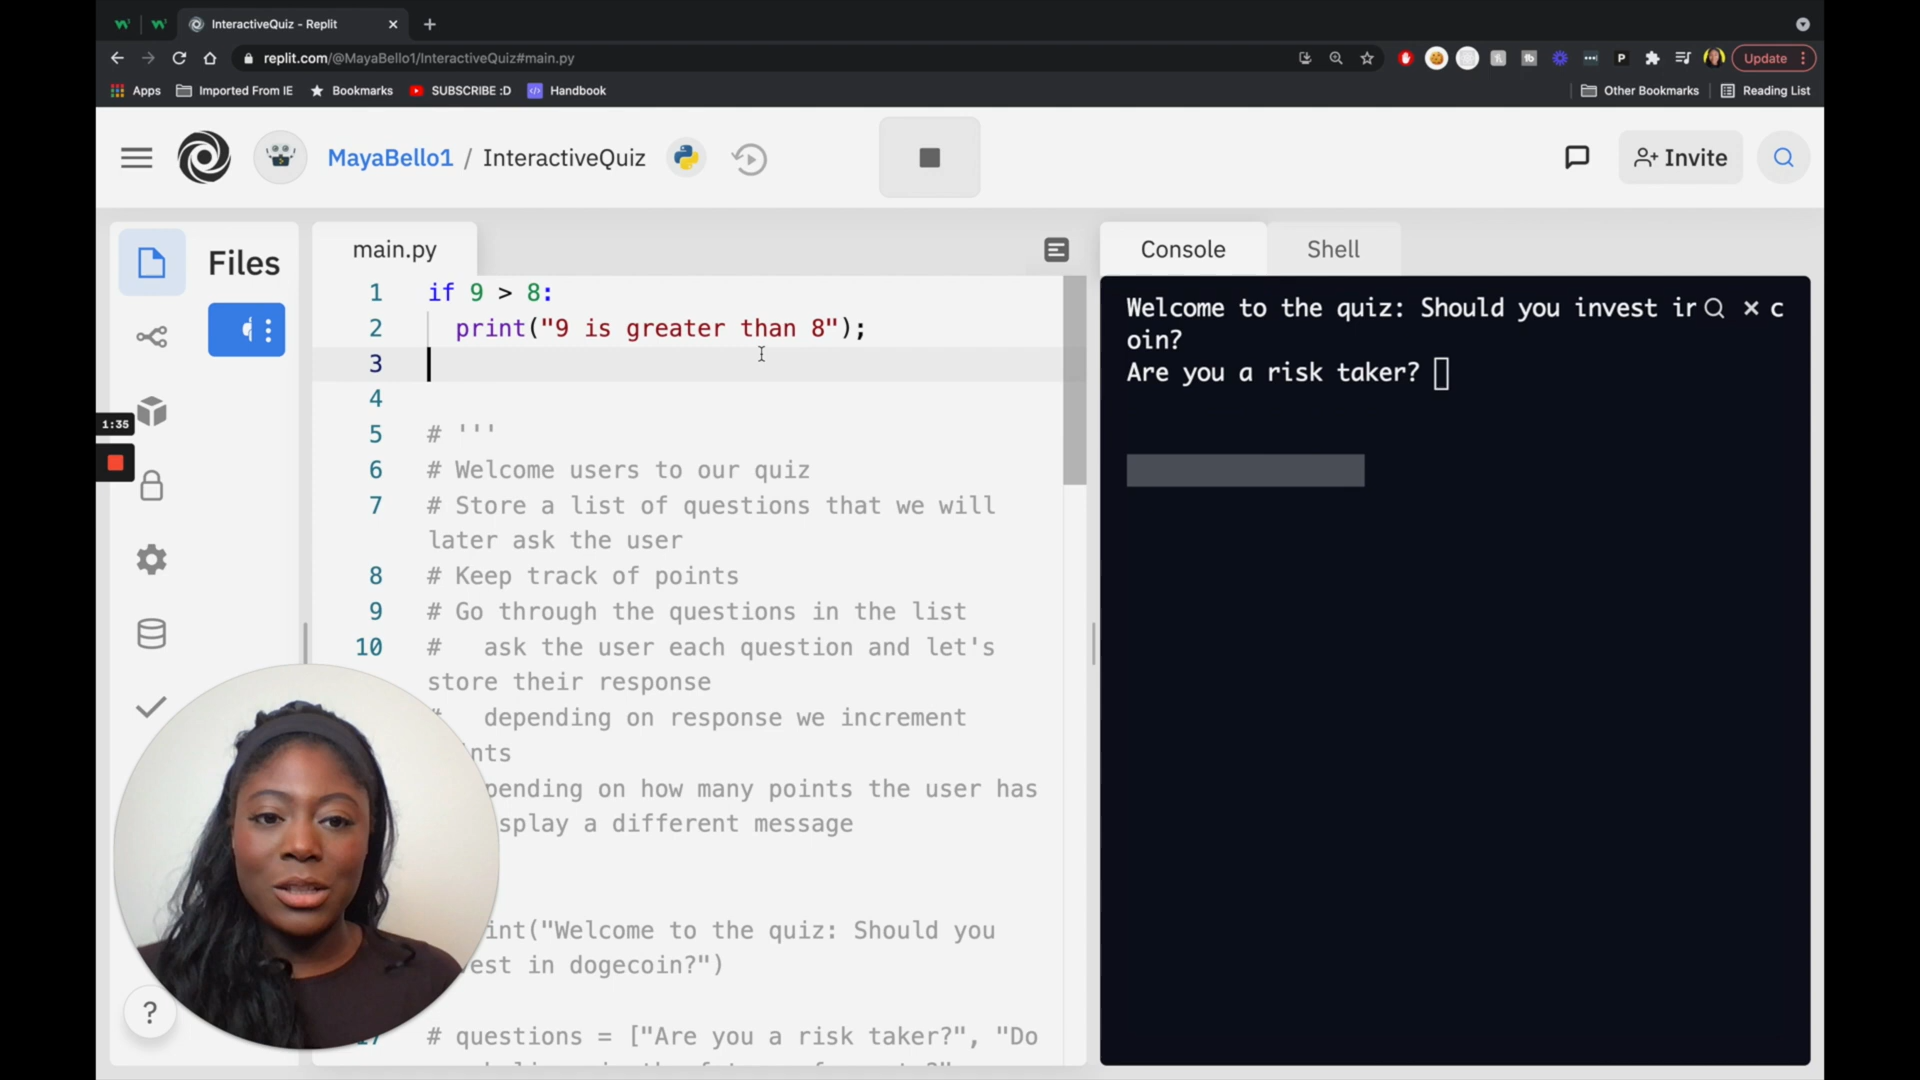 InteractiveQuiz - Replit
replit.com/@MayaBello1/InteractiveQuiz#main.py
Update
Apps
Imported From IE
Bookmarks
SUBSCRIBE :D
Handbook
Other Bookmarks
Reading List
MayaBello1 / InteractiveQuiz
Invite
Files
main.py
1 if 9 > 8:
2 print("9 is greater than 8");
3
4
5 # '''
6 # Welcome users to our quiz
7 # Store a list of questions that we will
later ask the user
8 # Keep track of points
9 # Go through the questions in the list
10 # ask the user each question and let's
store their response
depending on response we increment
nts
pending on how many points the user has
splay a different message
int("Welcome to the quiz: Should you
est in dogecoin?")
17 # questions = ["Are you a risk taker?", "Do
1:35
?
Console
Shell
Welcome to the quiz: Should you invest in c
oin?
Are you a risk taker?